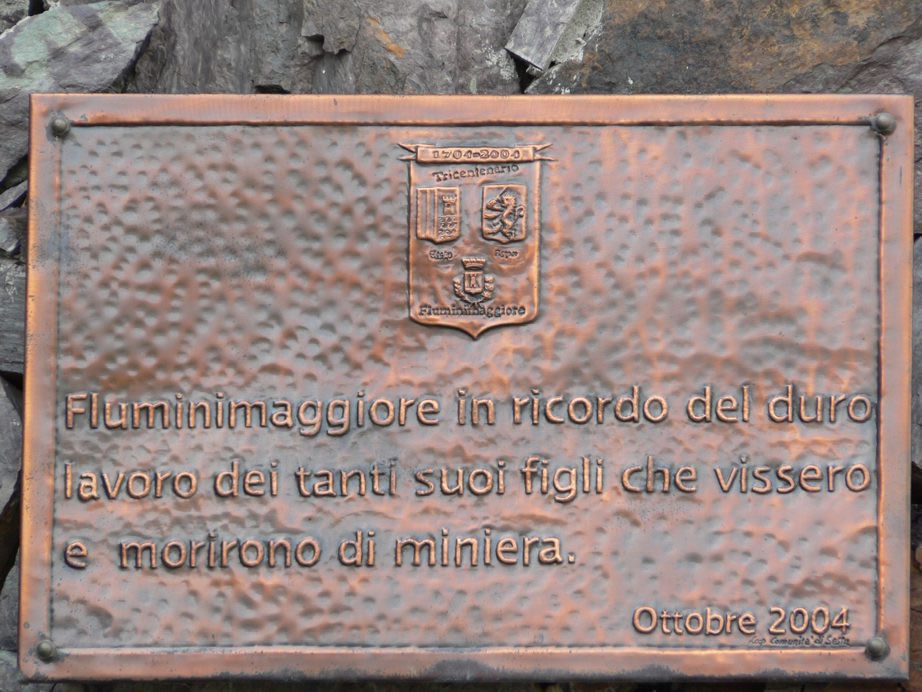 1704-2004
Tricentenario
Fluminimaggiore
Fluminimaggiore in ricordo del duro
lavoro dei tanti suoi figli che vissero
e morirono di miniera.
Ottobre 2004